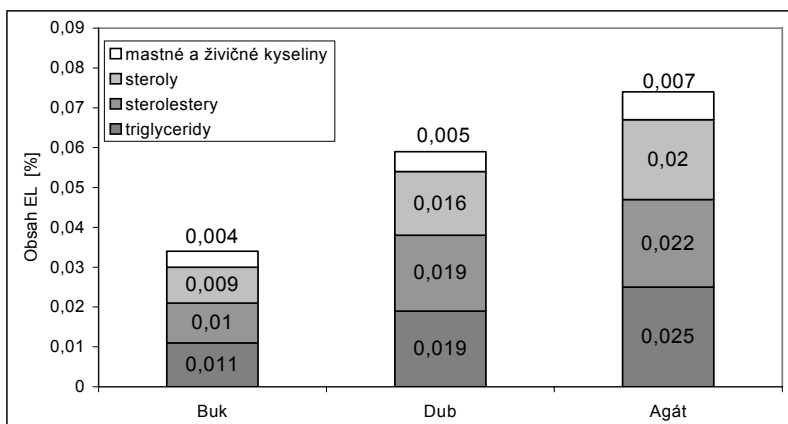 0,09
0,08
0,07
0,06
0,05
0,04
0,03
0,02
0,01
0
Obsah EL [%]
mastné a živičné kyseliny
steroly
sterolestery
triglyceridy
0,004
0,009
0,01
0,011
0,005
0,016
0,019
0,019
0,007
0,02
0,022
0,025
Buk
Dub
Agát